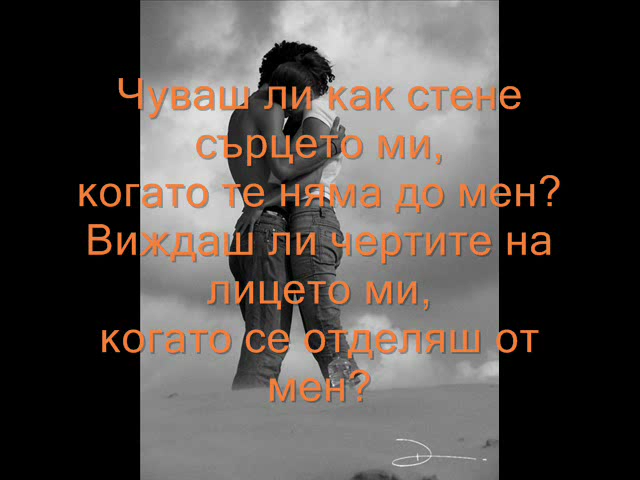 Чуваш ли как стене
сърцето ми,
когато те няма до мен?
Виждаш ли чертите на
лицето ми,
когато се отделяш от
мен?